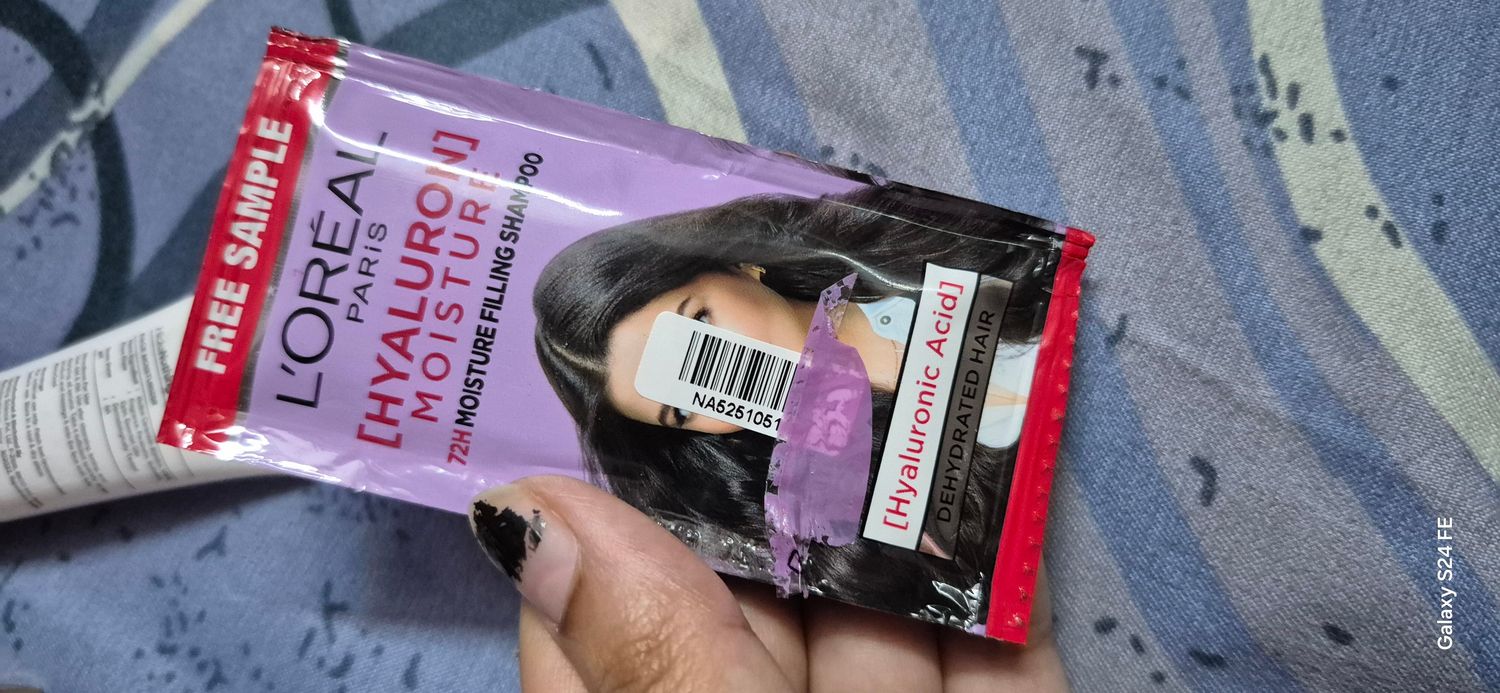 FREE SAMPLE
L'ORÉAL
PARIS
[HYALURON]
MOISTURE
72H MOISTURE FILLING SHAMPOO
NA5251051
[Hyaluronic Acid]
DEHYDRATED HAIR
Galaxy S24 FE